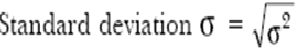 Standard deviation σ = √σ²